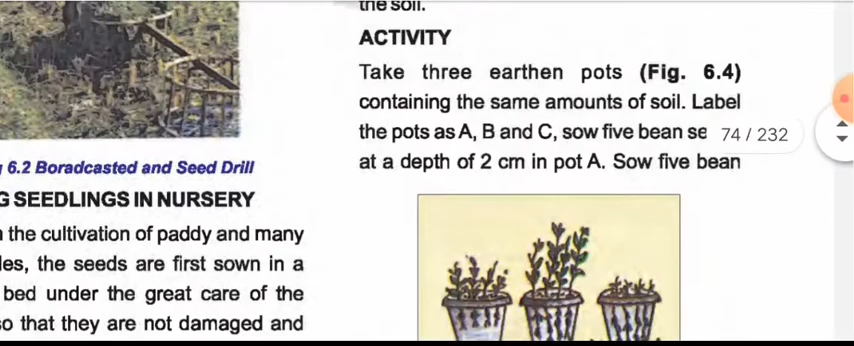 6.2 Boradcasted and Seed Drill
SEEDLINGS IN NURSERY
the cultivation of paddy and many
the seeds are first sown in a
bed under the great care of the
that they are not damaged and
the soil.
ACTIVITY
Take three earthen pots (Fig. 6.4)
containing the same amounts of soil. Label
the pots as A, B and C, sow five bean se
74 / 232
at a depth of 2 cm in pot A. Sow five bean